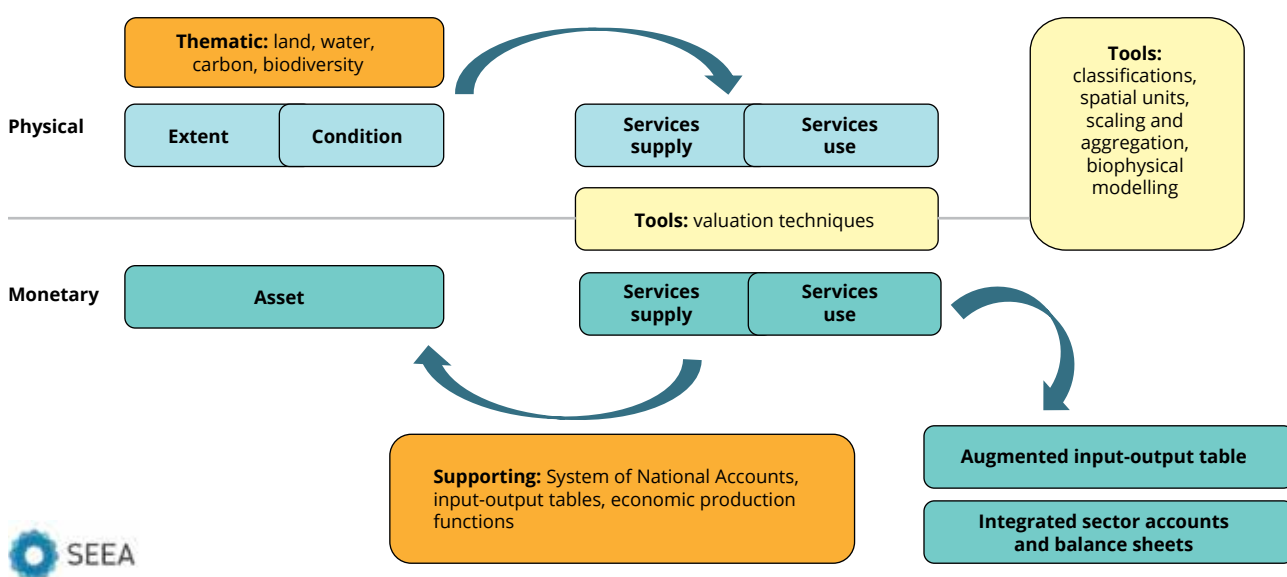 Thematic: land, water,
carbon, biodiversity
Tools:
classifications,
spatial units,
scaling and
aggregation,
biophysical
modelling
Physical
Extent
Condition
Services
supply
Services
use
Tools: valuation techniques
Monetary
Asset
Services
supply
Services
use
Supporting: System of National Accounts,
input-output tables, economic production
functions
Augmented input-output table
Integrated sector accounts
and balance sheets
SEEA